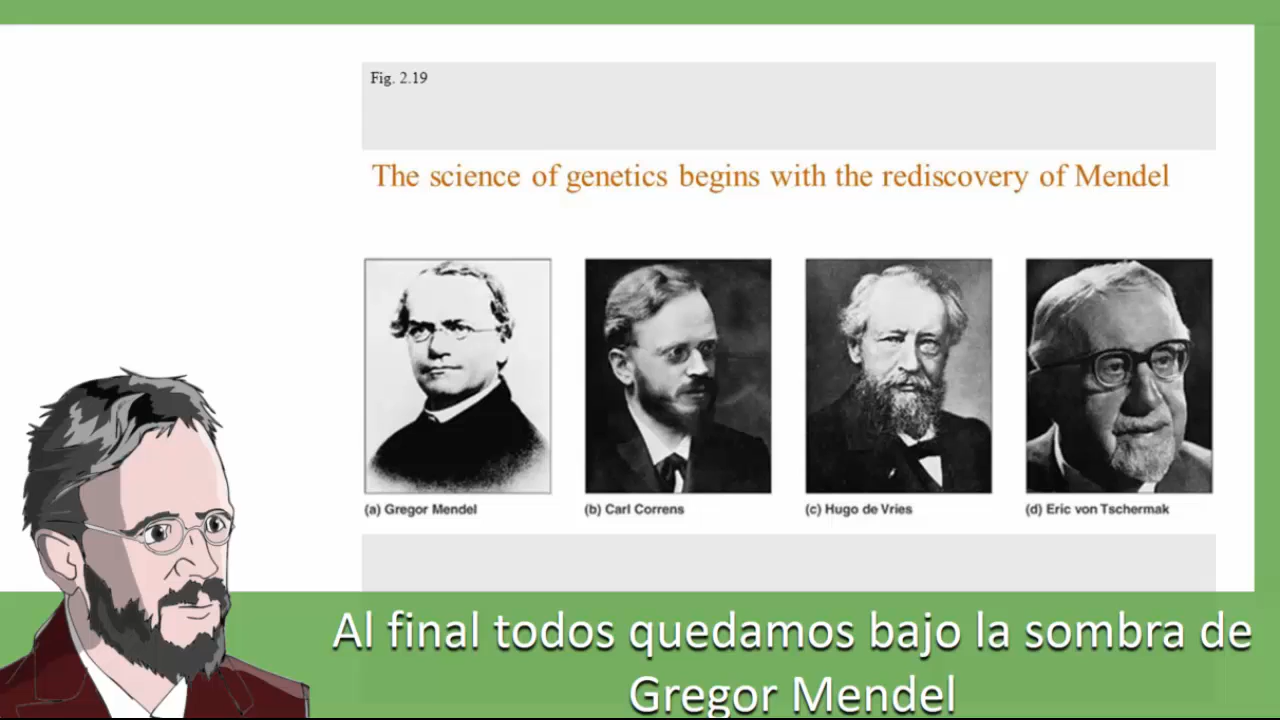 Fig. 2.19
The science of genetics begins with the rediscovery of Mendel
(a) Gregor Mendel
(b) Carl Correns
(c) Hugo de Vries
(d) Eric von Tschermak
Al final todos quedamos bajo la sombra de
Gregor Mendel